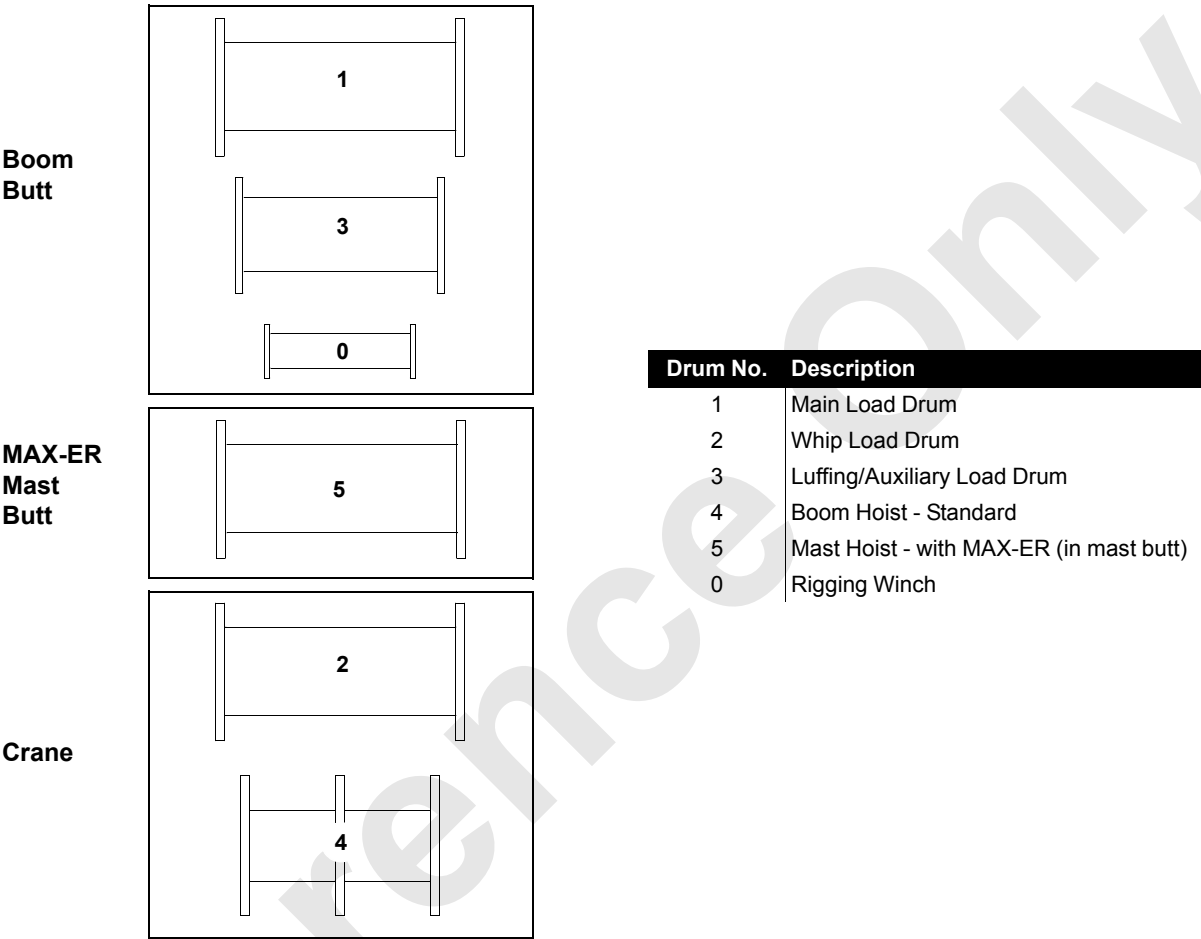 Boom
Butt
1
3
0
MAX-ER
Mast
Butt
5
Crane
2
4
Drum No. Description
1 Main Load Drum
2 Whip Load Drum
3 Luffing/Auxiliary Load Drum
4 Boom Hoist - Standard
5 Mast Hoist - with MAX-ER (in mast butt)
0 Rigging Winch
rence Only